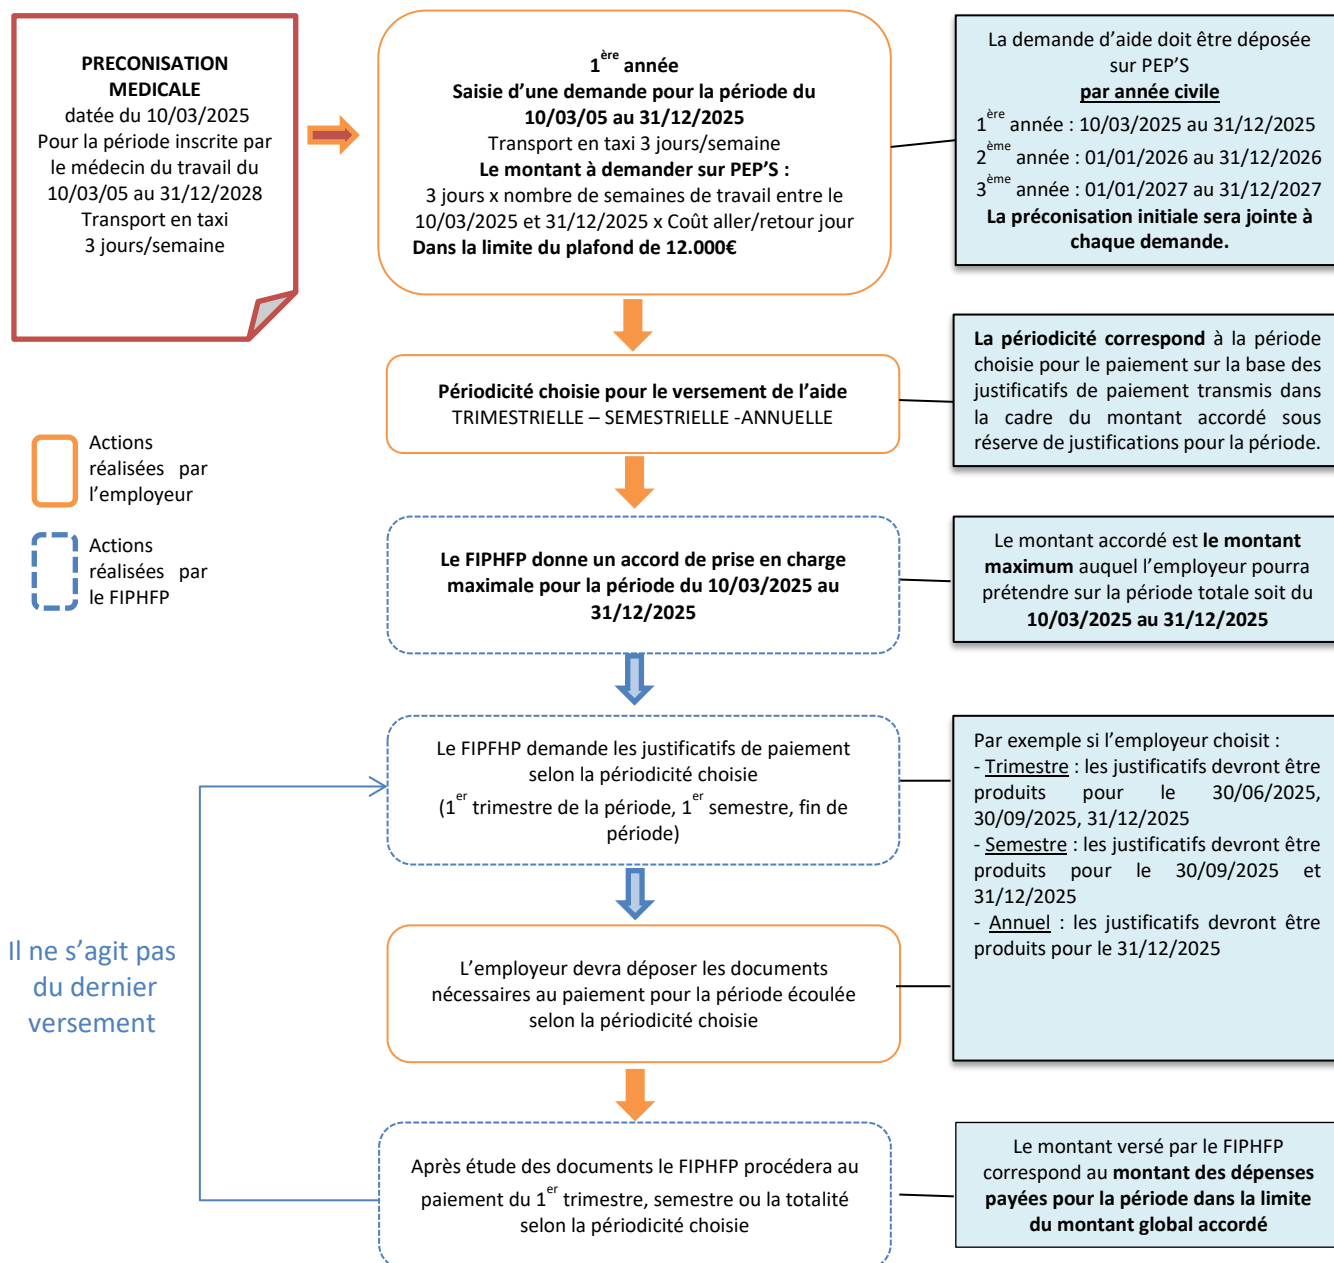 PRECONISATION
MEDICALE
datée du 10/03/2025
Pour la période inscrite par
le médecin du travail du
10/03/05 au 31/12/2028
Transport en taxi
3 jours/semaine
1ère année
Saisie d’une demande pour la période du
10/03/05 au 31/12/2025
Transport en taxi 3 jours/semaine
Le montant à demander sur PEP’S :
3 jours x nombre de semaines de travail entre le
10/03/2025 et 31/12/2025 x Coût aller/retour jour
Dans la limite du plafond de 12.000€
La demande d’aide doit être déposée
sur PEP’S
par année civile
1ère année : 10/03/2025 au 31/12/2025
2ème année : 01/01/2026 au 31/12/2026
3ème année : 01/01/2027 au 31/12/2027
La préconisation initiale sera jointe à
chaque demande.
Périodicité choisie pour le versement de l’aide
TRIMESTRIELLE – SEMESTRIELLE -ANNUELLE
La périodicité correspond à la période
choisie pour le paiement sur la base des
justificatifs de paiement transmis dans
la cadre du montant accordé sous
réserve de justifications pour la période.
Actions
réalisées par
l’employeur
Actions
réalisées par
le FIPHFP
Le FIPHFP donne un accord de prise en charge
maximale pour la période du 10/03/2025 au
31/12/2025
Le montant accordé est le montant
maximum auquel l’employeur pourra
prétendre sur la période totale soit du
10/03/2025 au 31/12/2025
Le FIPFHP demande les justificatifs de paiement
selon la périodicité choisie
(1er trimestre de la période, 1er semestre, fin de
période)
Par exemple si l’employeur choisit :
- Trimestre : les justificatifs devront être
produits pour le 30/06/2025,
30/09/2025, 31/12/2025
- Semestre : les justificatifs devront être
produits pour le 30/09/2025 et
31/12/2025
- Annuel : les justificatifs devront être
produits pour le 31/12/2025
Il ne s’agit pas
du dernier
versement
L’employeur devra déposer les documents
nécessaires au paiement pour la période écoulée
selon la périodicité choisie
Après étude des documents le FIPHFP procédera au
paiement du 1er trimestre, semestre ou la totalité
selon la périodicité choisie
Le montant versé par le FIPHFP
correspond au montant des dépenses
payées pour la période dans la limite
du montant global accordé